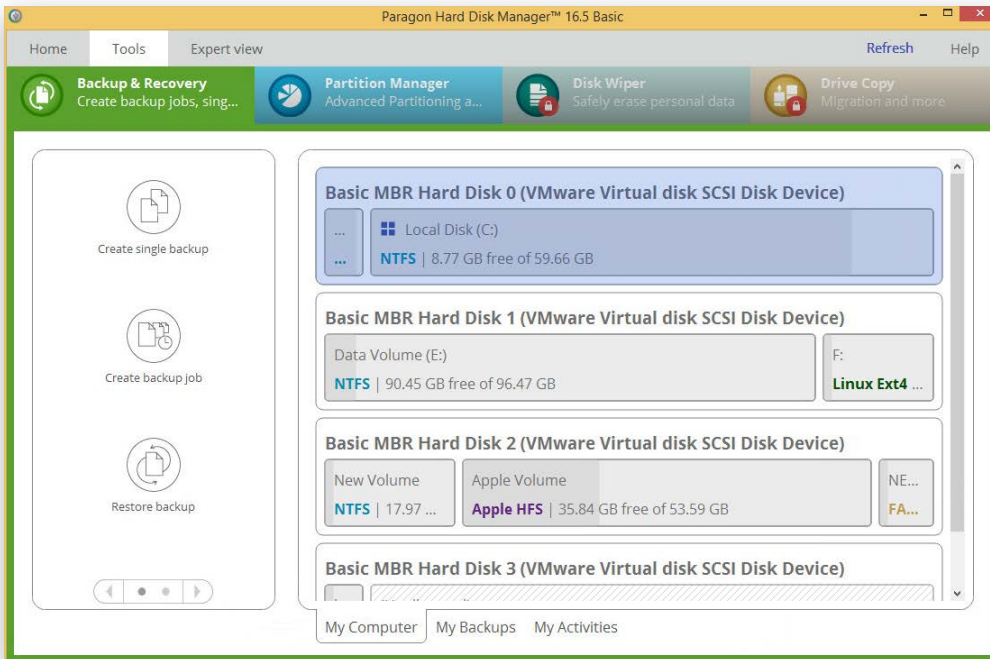 Paragon Hard Disk Manager™ 16.5 Basic
Home Tools Expert view Refresh Help
Backup & Recovery
Create backup jobs, sing...
Partition Manager
Advanced Partitioning a...
Disk Wiper
Safely erase personal data
Drive Copy
Migration and more
Create single backup
Create backup job
Restore backup
Basic MBR Hard Disk 0 (VMware Virtual disk SCSI Disk Device)
...
...
Local Disk (C:)
NTFS | 8.77 GB free of 59.66 GB
Basic MBR Hard Disk 1 (VMware Virtual disk SCSI Disk Device)
Data Volume (E:)
NTFS | 90.45 GB free of 96.47 GB
F:
Linux Ext4 ...
Basic MBR Hard Disk 2 (VMware Virtual disk SCSI Disk Device)
New Volume
NTFS | 17.97 ...
Apple Volume
Apple HFS | 35.84 GB free of 53.59 GB
NE...
FA...
Basic MBR Hard Disk 3 (VMware Virtual disk SCSI Disk Device)
My Computer My Backups My Activities